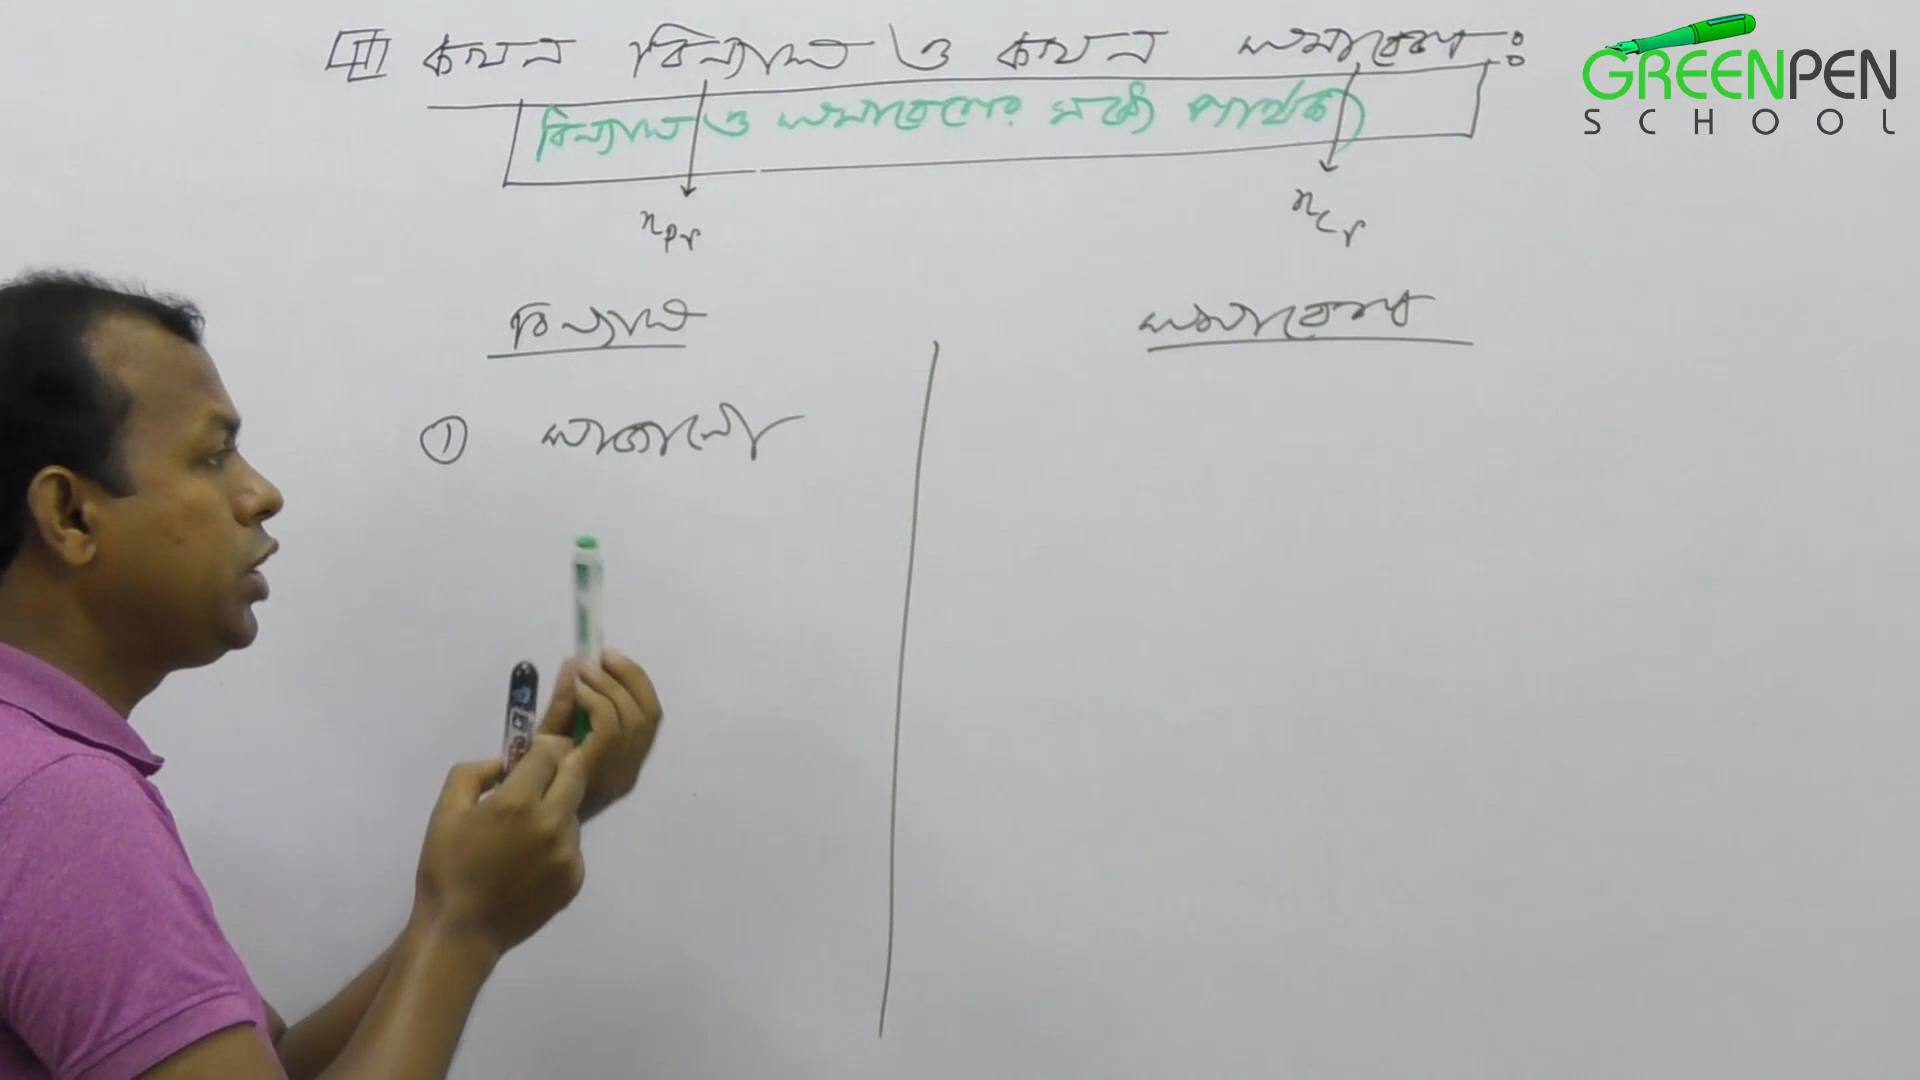 কখন বিন্যাস ও কখন সমাবেশ :
GREENPEN
SCHOOL
বিন্যাস ও সমাবেশের মধ্যে পার্থক্য
nPr
nCr
বিন্যাস
সমাবেশ
① সাজানো